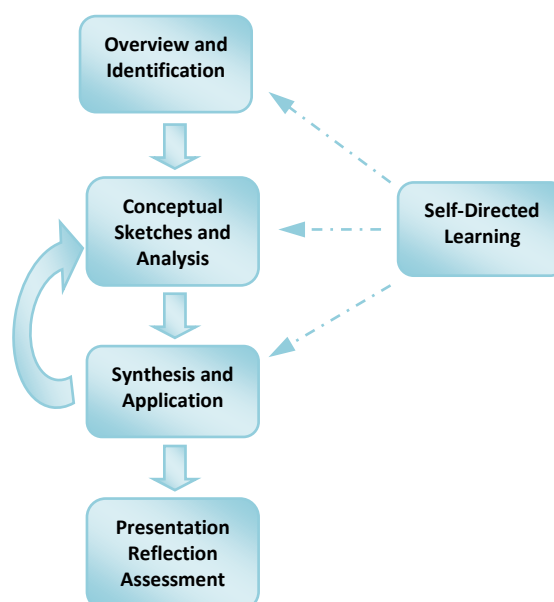 Overview and
Identification
Conceptual
Sketches and
Analysis
Self-Directed
Learning
Synthesis and
Application
Presentation
Reflection
Assessment